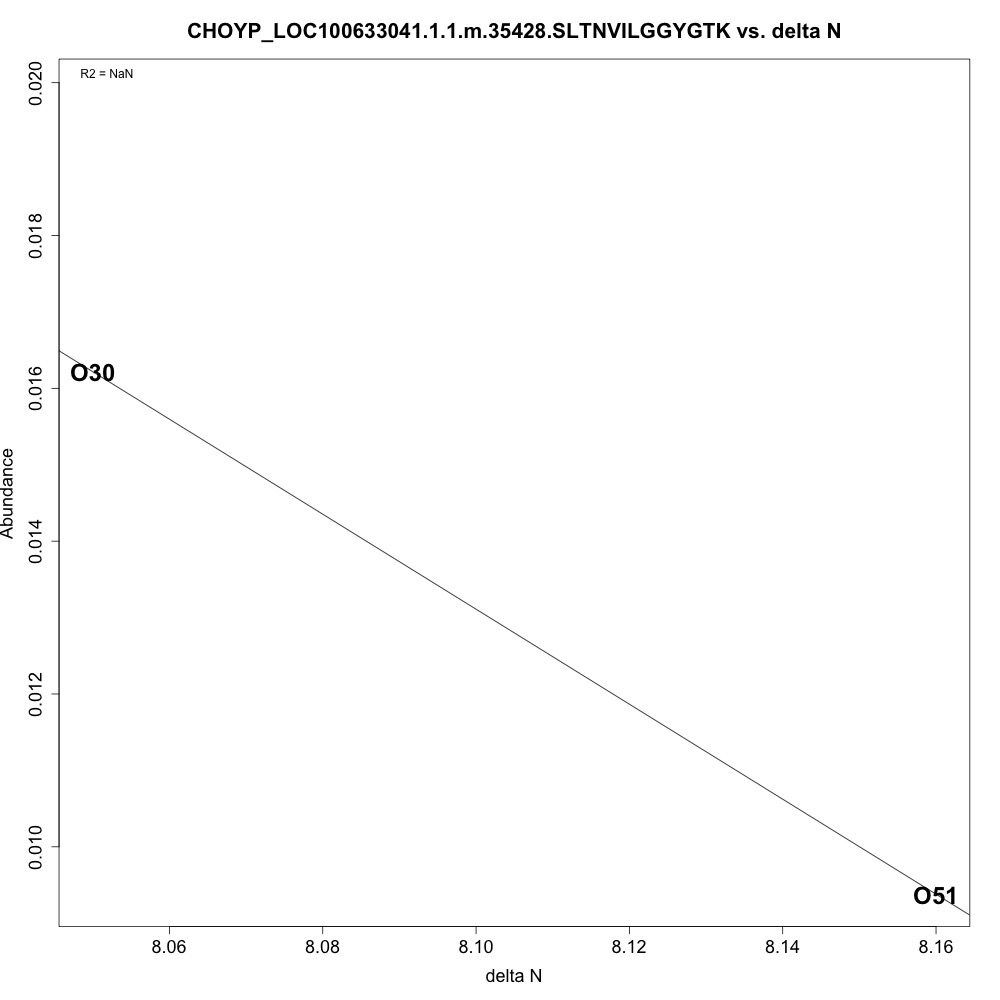 CHOYP_LOC100633041.1.1.m.35428.SLTNVILGGYGTK vs. delta N
R2 = NaN
0.020
0.018
0.016
0.014
0.012
0.010
Abundance
O30
O51
8.06 8.08 8.10 8.12 8.14 8.16
delta N